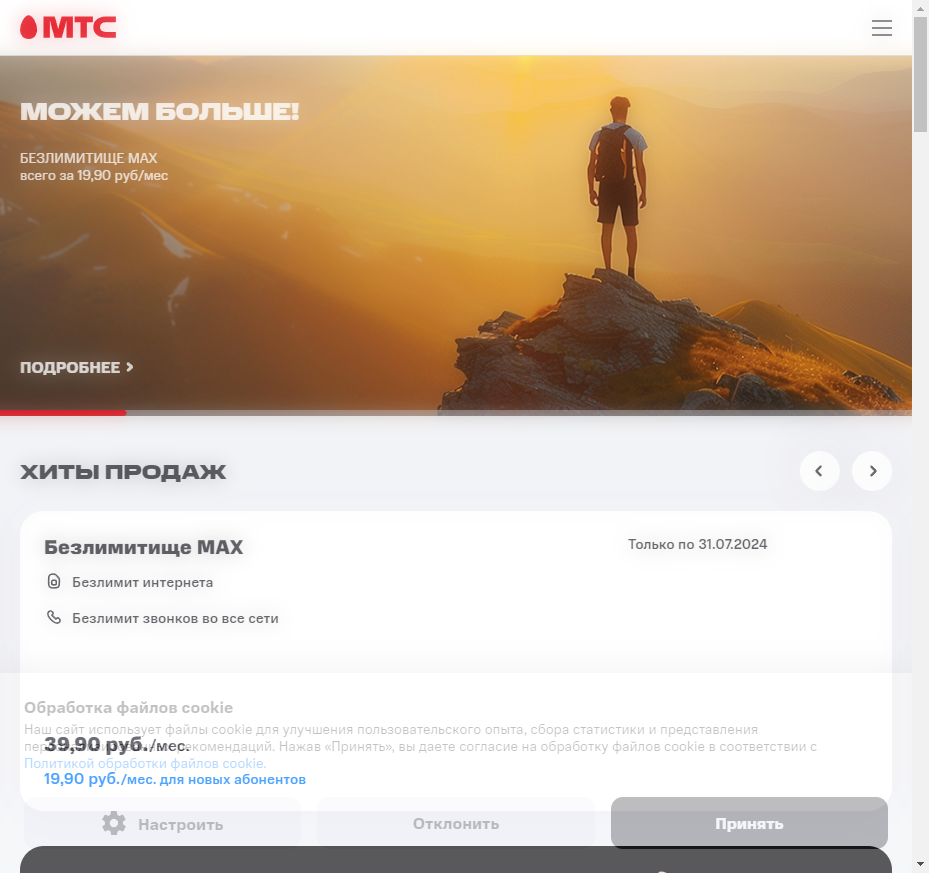 МТС
МОЖЕМ БОЛЬШЕ!
БЕЗЛИМИТИЩЕ MAX
всего за 19,90 руб/мес
ПОДРОБНЕЕ
ХИТЫ ПРОДАЖ
Безлимитище MAX
Только по 31.07.2024
Безлимит интернета
Безлимит звонков во все сети
Обработка файлов cookie
Наш сайт использует файлы cookie для улучшения пользовательского опыта, сбора статистики и представления
рекомендаций. Нажав «Принять», вы даете согласие на обработку файлов cookie в соответствии с
39,90 руб./мес.
Политикой обработки файлов cookie.
19,90 руб./мес. для новых абонентов
Настроить
Отклонить
Принять